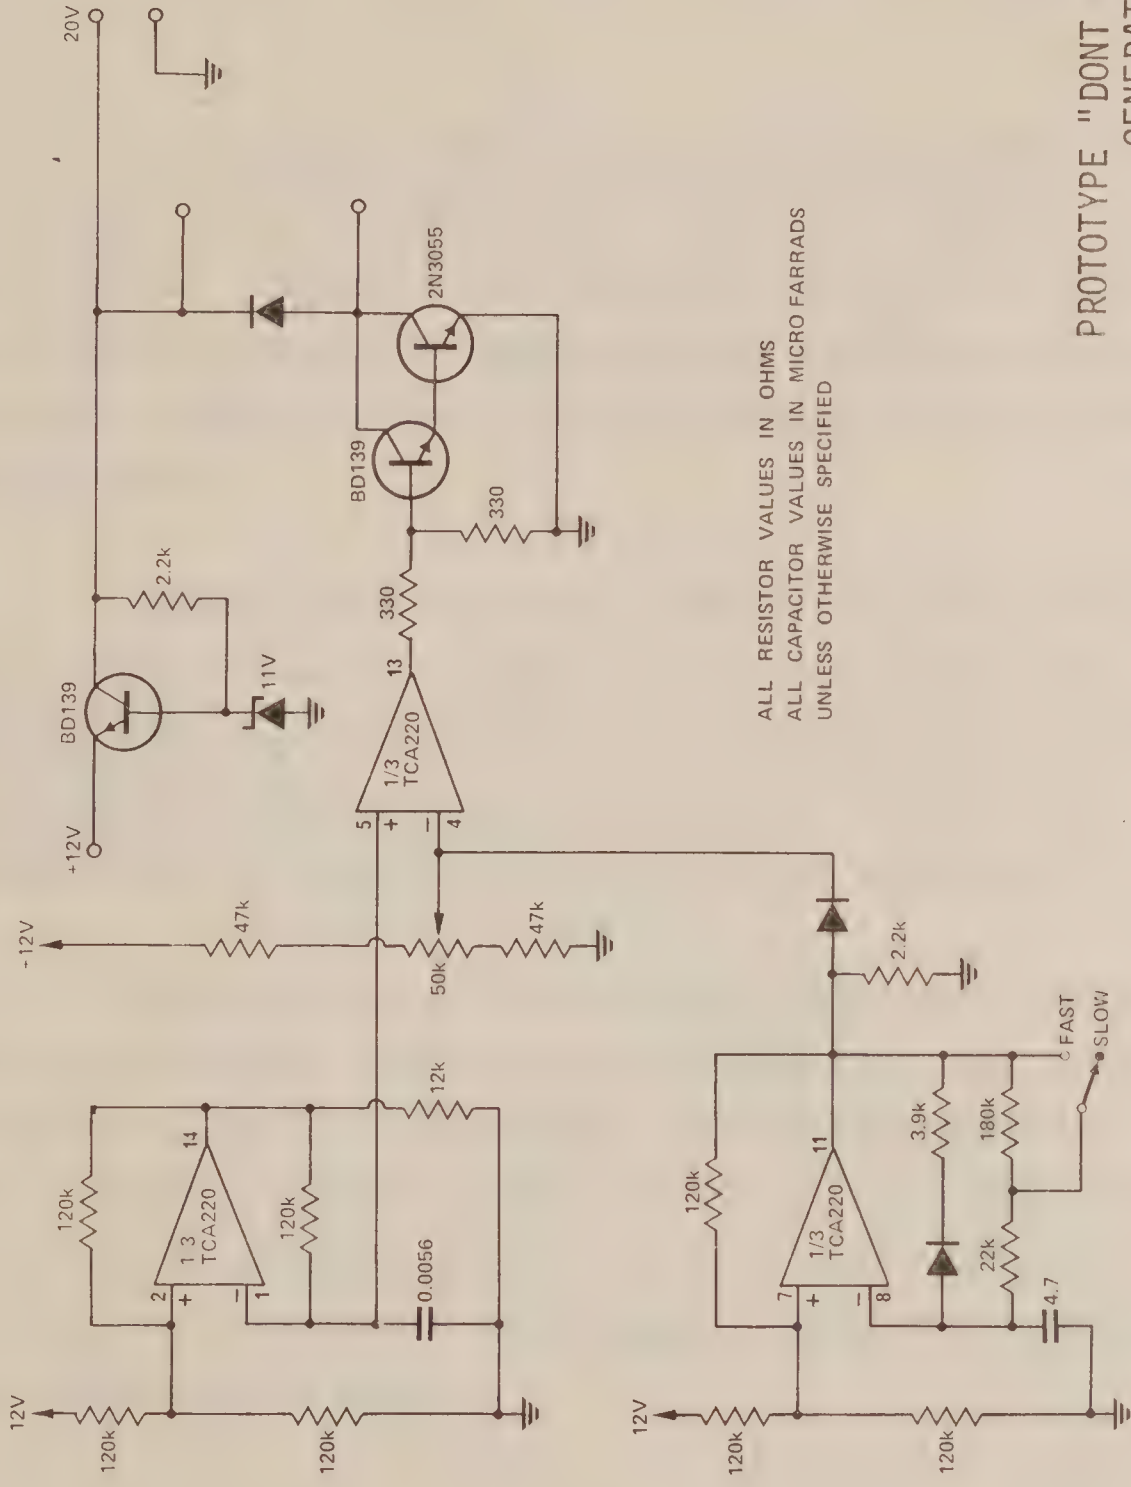 20V
BD139
+12V
2.2k
11V
2N3055
BD139
330
330
13
1/3
TCA220
5
+
−
4
+12V
47k
50k
47k
12V
120k
120k
120k
14
1 3
TCA220
2
+
−
1
120k
12k
0.0056
12V
120k
120k
120k
11
1/3
TCA220
7
+
−
8
2.2k
3.9k
180k
22k
4.7
FAST
SLOW
ALL RESISTOR VALUES IN OHMS
ALL CAPACITOR VALUES IN MICRO FARRADS
UNLESS OTHERWISE SPECIFIED
PROTOTYPE "DONT